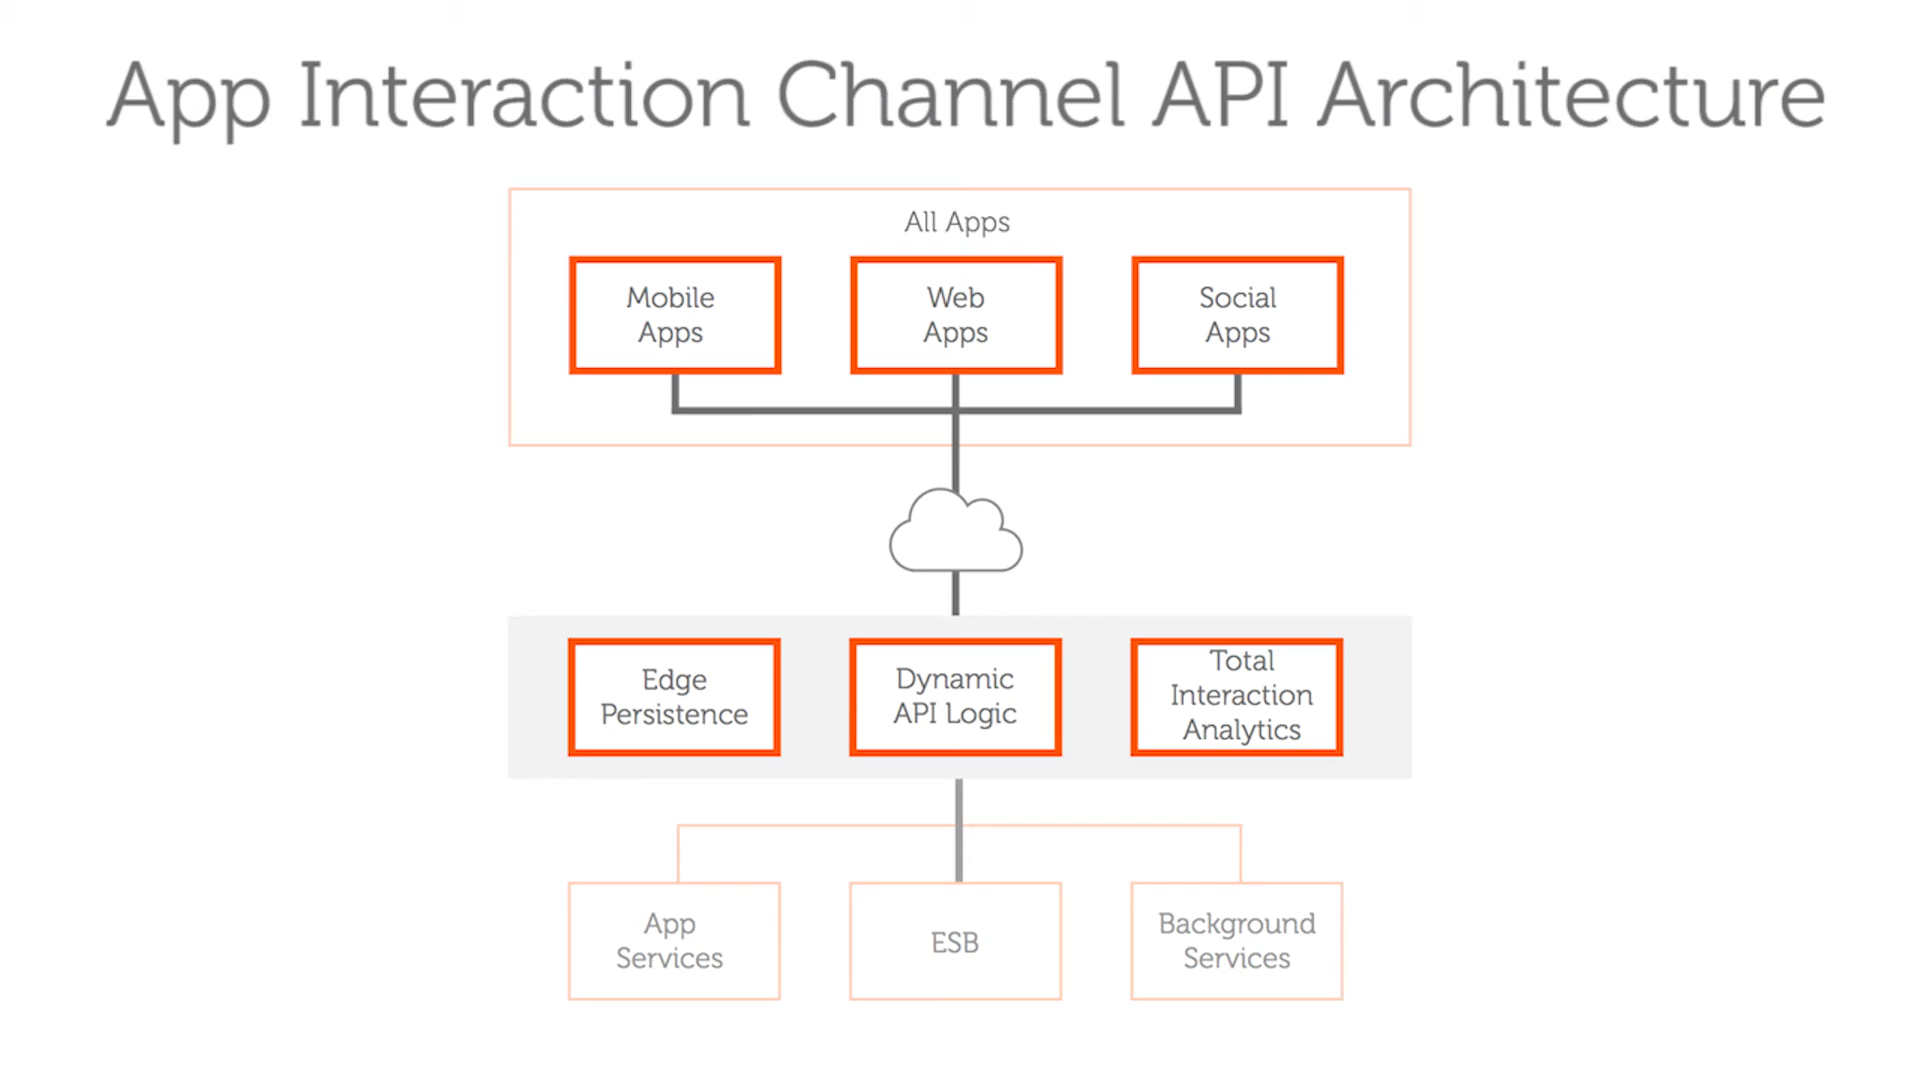 App Interaction Channel API Architecture
All Apps
Mobile
Apps
Web
Apps
Social
Apps
Edge
Persistence
Dynamic
API Logic
Total
Interaction
Analytics
App
Services
ESB
Background
Services